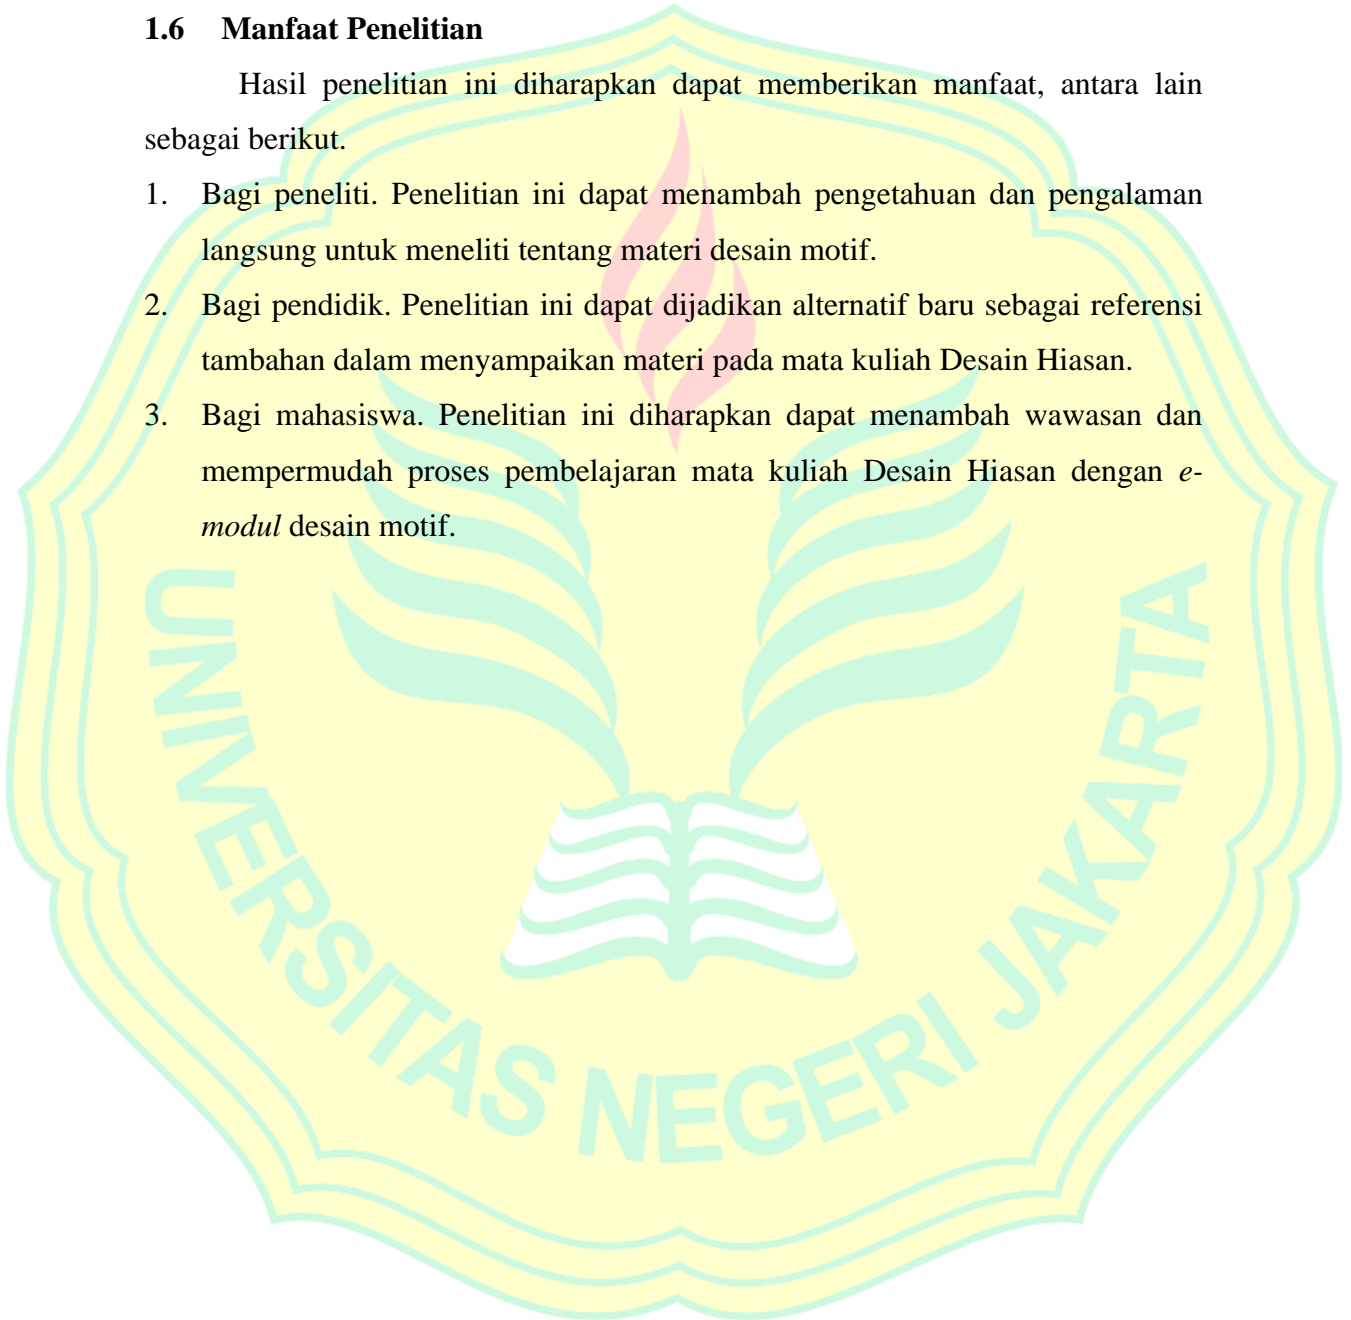 1.6 Manfaat Penelitian
Hasil penelitian ini diharapkan dapat memberikan manfaat, antara lain
sebagai berikut.
1. Bagi peneliti. Penelitian ini dapat menambah pengetahuan dan pengalaman
langsung untuk meneliti tentang materi desain motif.
2. Bagi pendidik. Penelitian ini dapat dijadikan alternatif baru sebagai referensi
tambahan dalam menyampaikan materi pada mata kuliah Desain Hiasan.
3. Bagi mahasiswa. Penelitian ini diharapkan dapat menambah wawasan dan
mempermudah proses pembelajaran mata kuliah Desain Hiasan dengan e-
modul desain motif.
UNIVERSITAS NEGERI JAKARTA